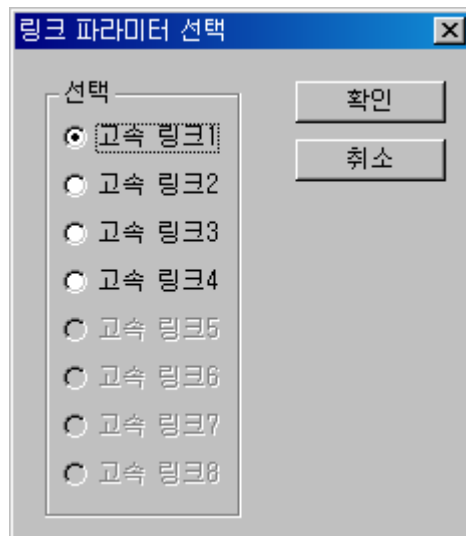 링크 파라미터 선택
선택
확인
고속 링크1
취소
고속 링크2
고속 링크3
고속 링크4
고속 링크5
고속 링크6
고속 링크7
고속 링크8